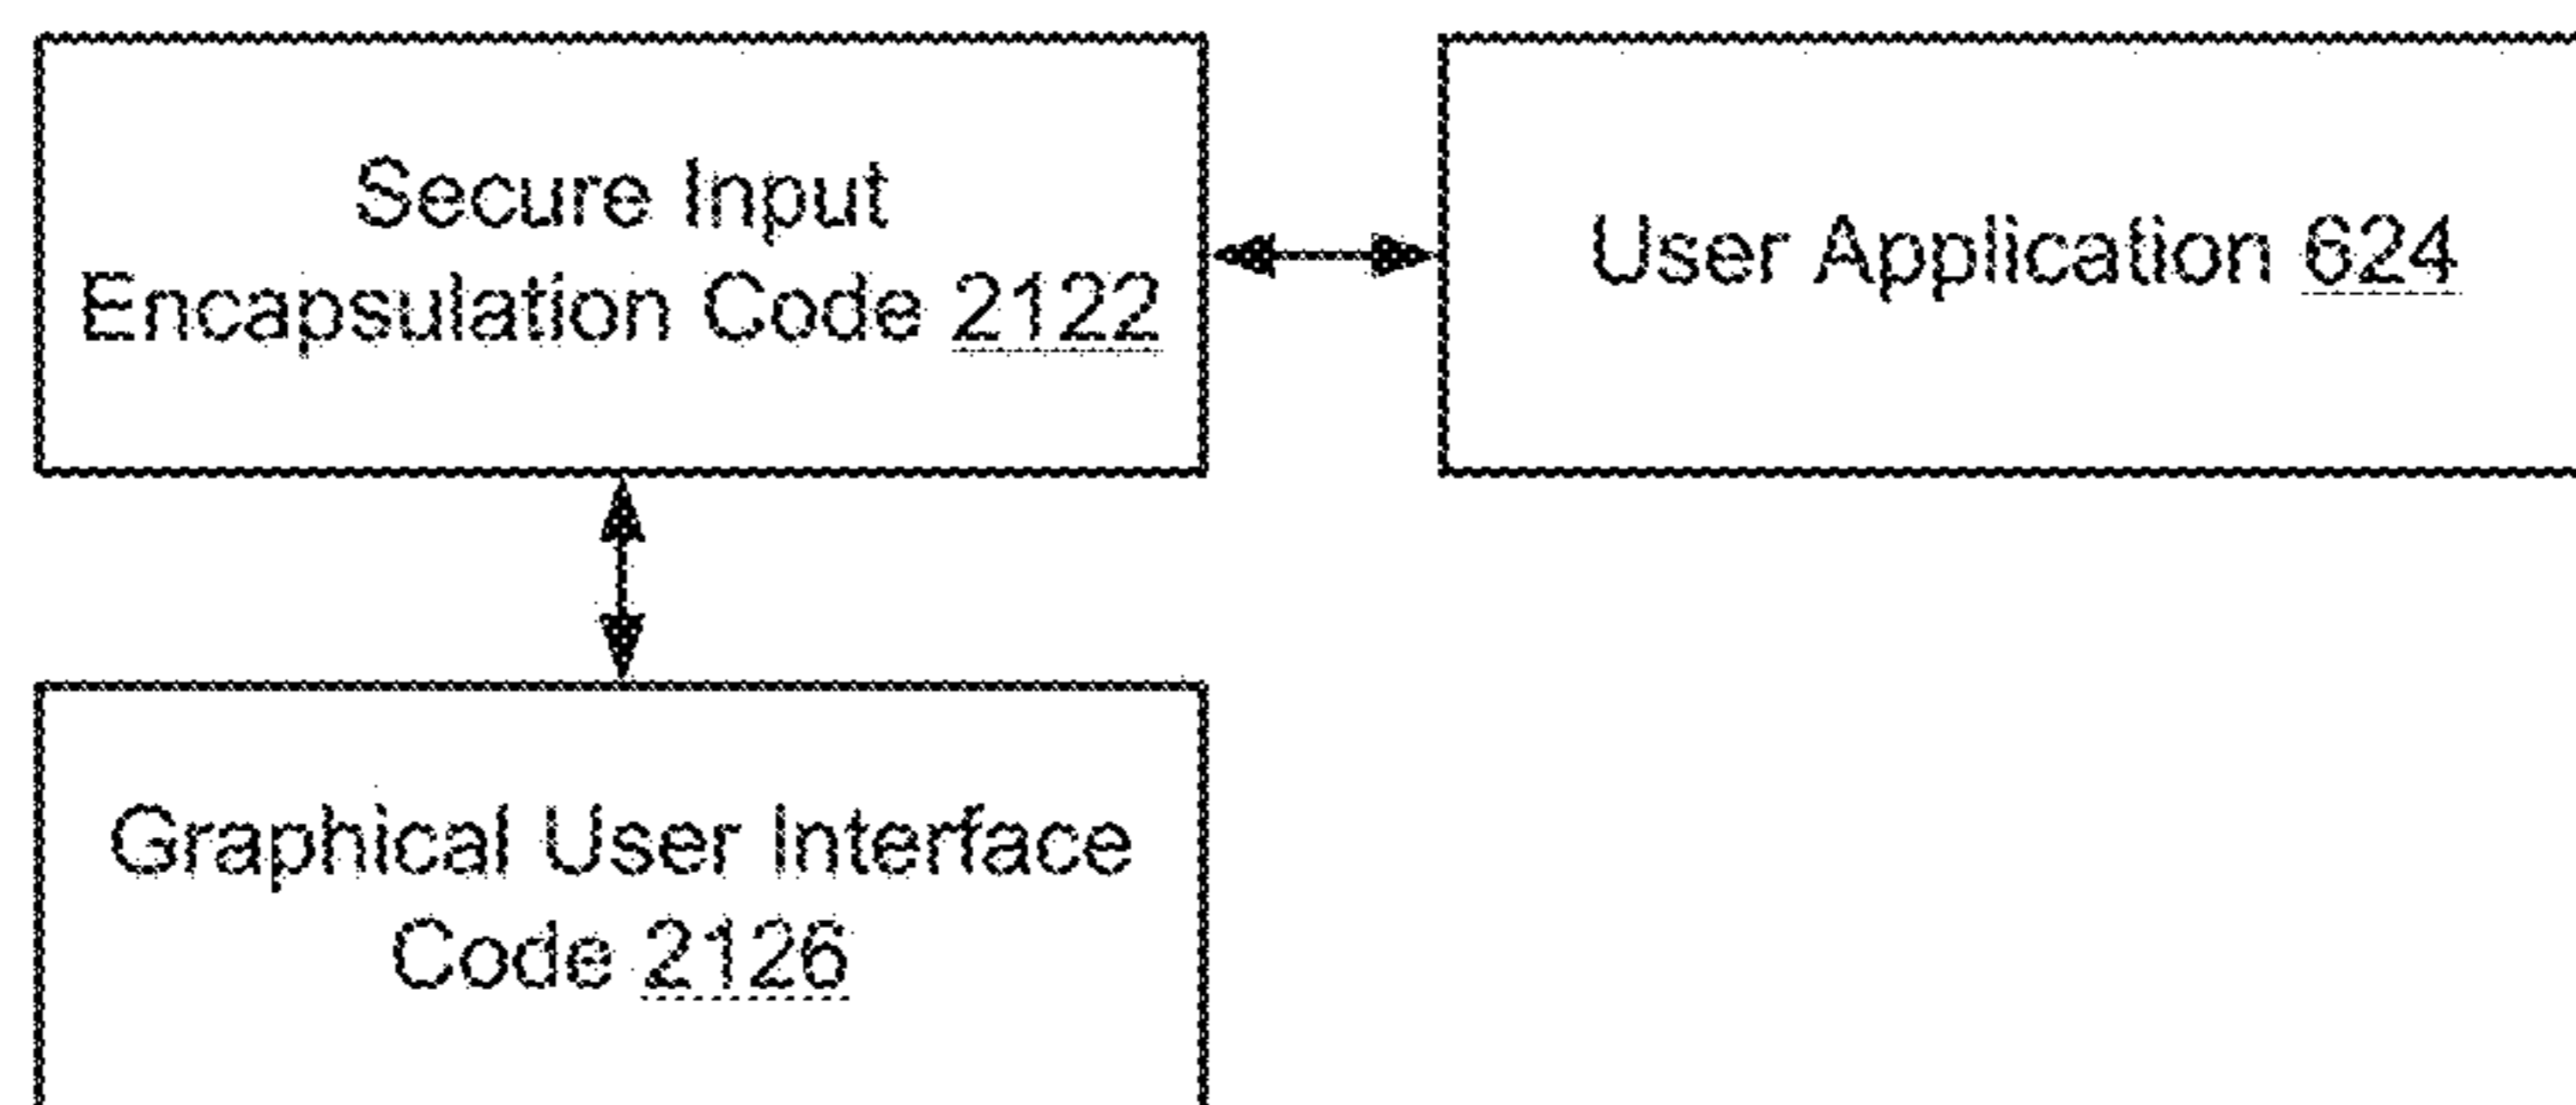 Secure Input
Encapsulation Code 2122
User Application 624
Graphical User Interface
Code 2126